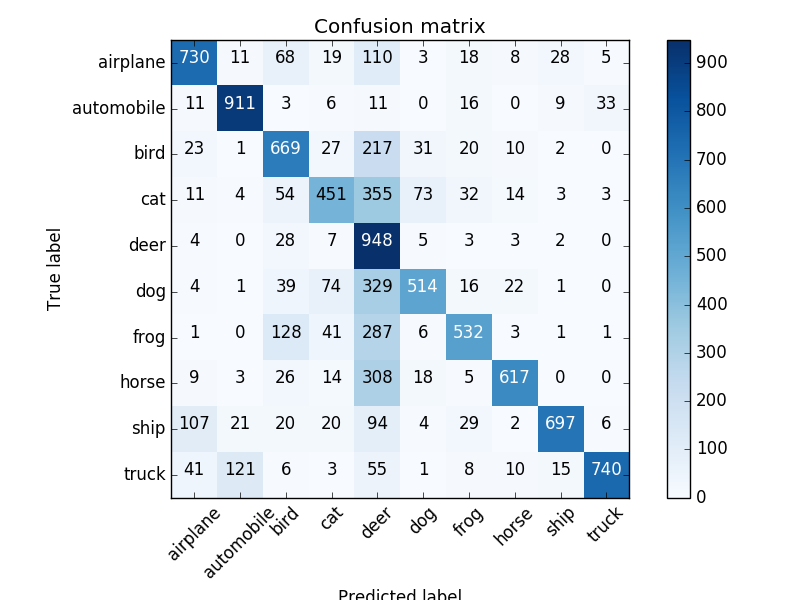 Confusion matrix
airplane 730 11 68 19 110 3 18 8 28 5
automobile 11 911 3 6 11 0 16 0 9 33
bird 23 1 669 27 217 31 20 10 2 0
cat 11 4 54 451 355 73 32 14 3 3
deer 4 0 28 7 948 5 3 3 2 0
dog 4 1 39 74 329 514 16 22 1 0
frog 1 0 128 41 287 6 532 3 1 1
horse 9 3 26 14 308 18 5 617 0 0
ship 107 21 20 20 94 4 29 2 697 6
truck 41 121 6 3 55 1 8 10 15 740
airplane automobile bird cat deer dog frog horse ship truck
True label
Predicted label
900
800
700
600
500
400
300
200
100
0